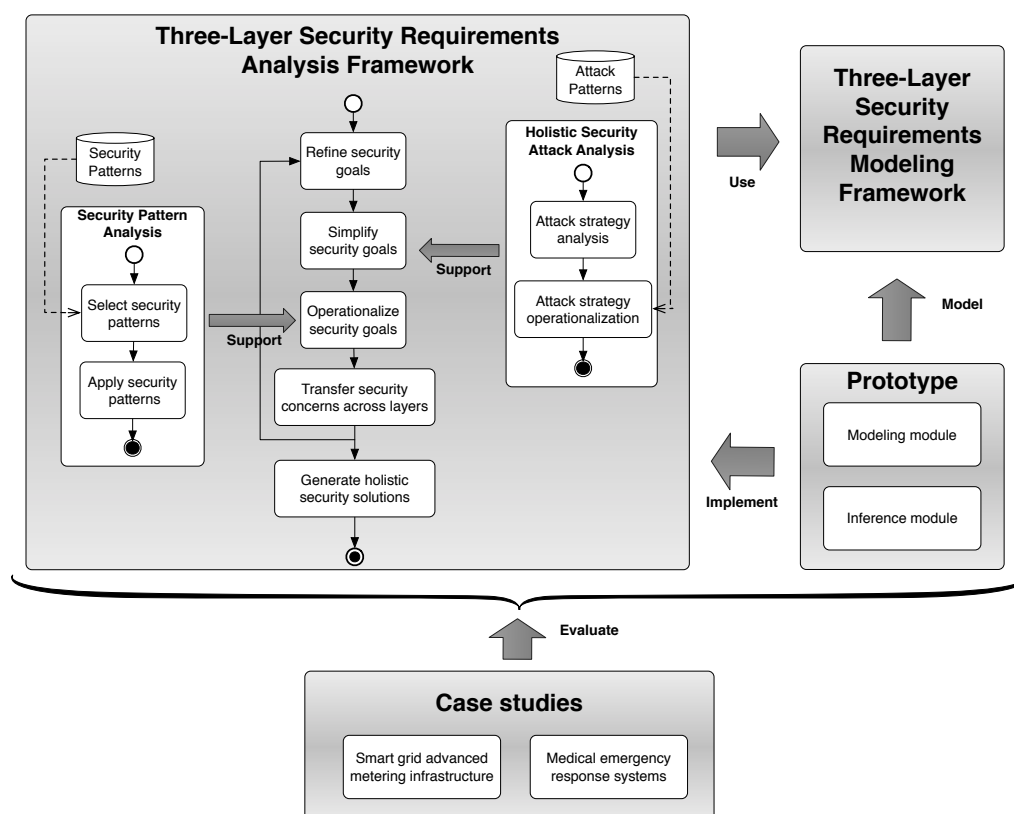 Three-Layer Security Requirements
Analysis Framework
Attack
Patterns
Security
Patterns
Refine security
goals
Simplify
security goals
Operationalize
security goals
Transfer security
concerns across layers
Generate holistic
security solutions
Security Pattern
Analysis
Select security
patterns
Apply security
patterns
Support
Holistic Security
Attack Analysis
Attack strategy
analysis
Attack strategy
operationalization
Support
Use
Three-Layer
Security
Requirements
Modeling
Framework
Model
Prototype
Modeling module
Inference module
Implement
Evaluate
Case studies
Smart grid advanced
metering infrastructure
Medical emergency
response systems